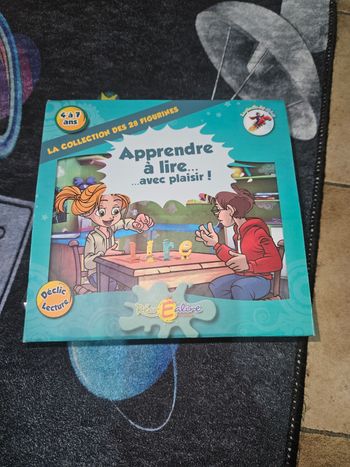 4 à 7
ans
LA COLLECTION DES 28 FIGURINES
Apprendre
à lire...
...avec plaisir !
lire
Déclic
Lecture